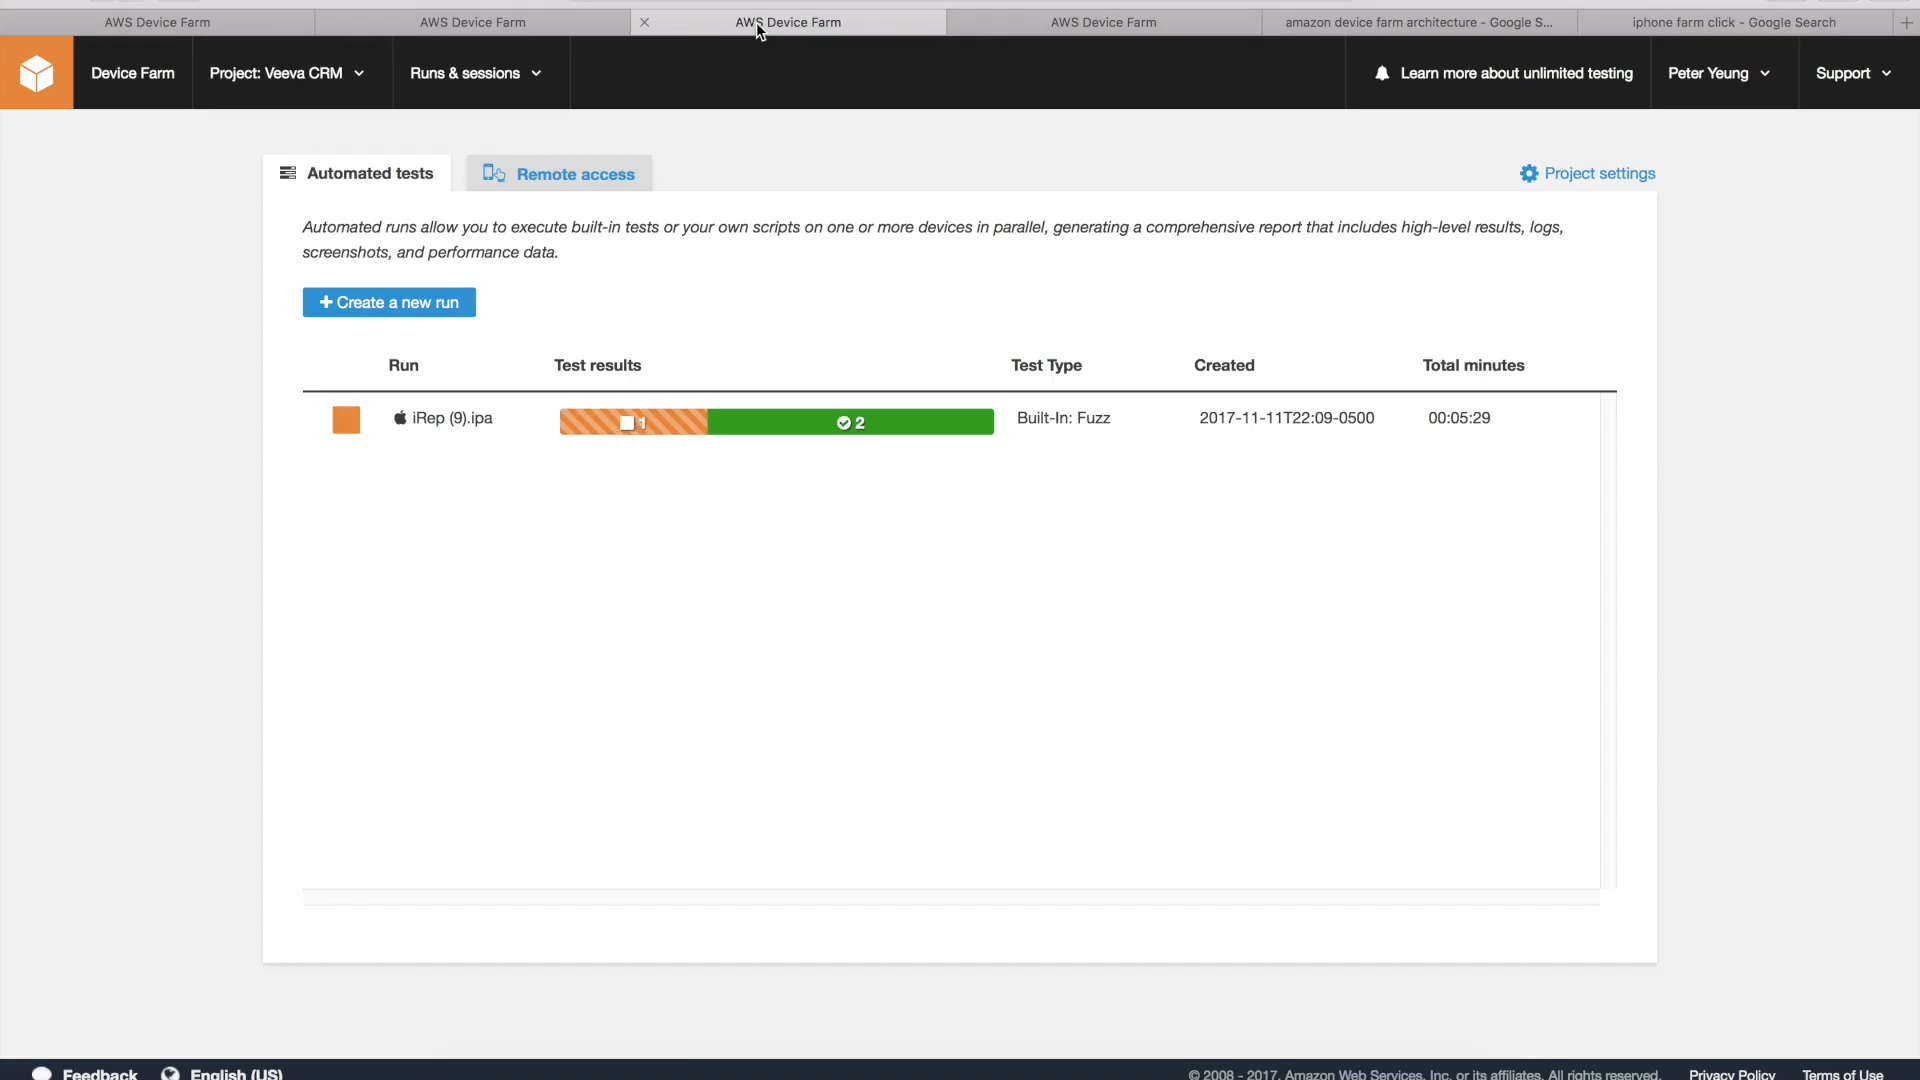 AWS Device Farm
AWS Device Farm
AWS Device Farm
AWS Device Farm
amazon device farm architecture - Google S...
iphone farm click - Google Search
Device Farm
Project: Veeva CRM
Runs & sessions
Learn more about unlimited testing
Peter Yeung
Support
Automated tests
Remote access
Project settings
Automated runs allow you to execute built-in tests or your own scripts on one or more devices in parallel, generating a comprehensive report that includes high-level results, logs,
screenshots, and performance data.
Create a new run
Run
Test results
Test Type
Created
Total minutes
iRep (9).ipa
1
2
Built-In: Fuzz
2017-11-11T22:09-0500
00:05:29
Feedback
English (US)
© 2008 - 2017, Amazon Web Services, Inc. or its affiliates. All rights reserved.
Privacy Policy
Terms of Use